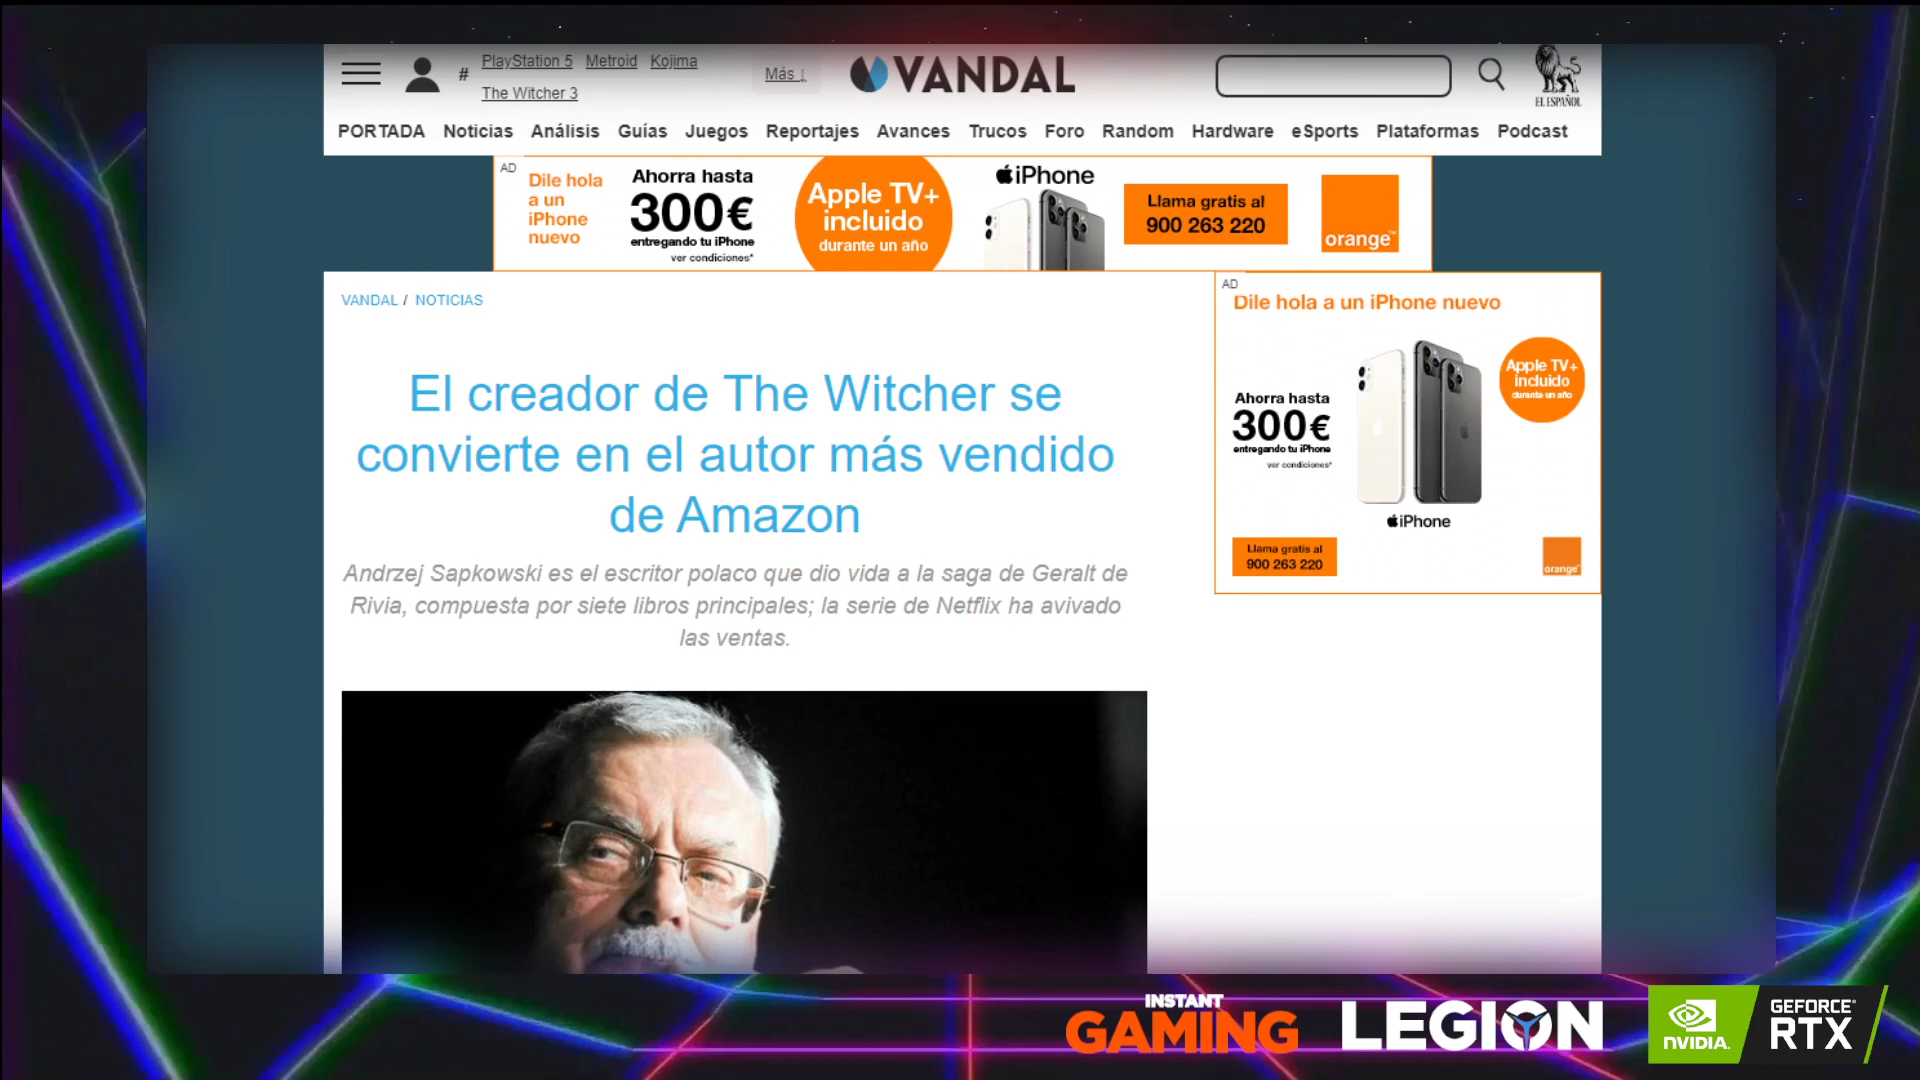 PlayStation 5 Metroid Kojima
#
The Witcher 3
Más ↓
VANDAL
EL ESPAÑOL
PORTADA Noticias Análisis Guías Juegos Reportajes Avances Trucos Foro Random Hardware eSports Plataformas Podcast
AD
Dile hola
a un
iPhone
nuevo
Ahorra hasta
300€
entregando tu iPhone
ver condiciones*
Apple TV+
incluido
durante un año
iPhone
Llama gratis al
900 263 220
orange™
VANDAL / NOTICIAS
El creador de The Witcher se
convierte en el autor más vendido
de Amazon
Andrzej Sapkowski es el escritor polaco que dio vida a la saga de Geralt de
Rivia, compuesta por siete libros principales; la serie de Netflix ha avivado
las ventas.
AD
Dile hola a un iPhone nuevo
Apple TV+
incluido
durante un año
Ahorra hasta
300€
entregando tu iPhone
ver condiciones*
iPhone
Llama gratis al
900 263 220
orange™
INSTANT
GAMING
LEGION
NVIDIA.
GEFORCE®
RTX